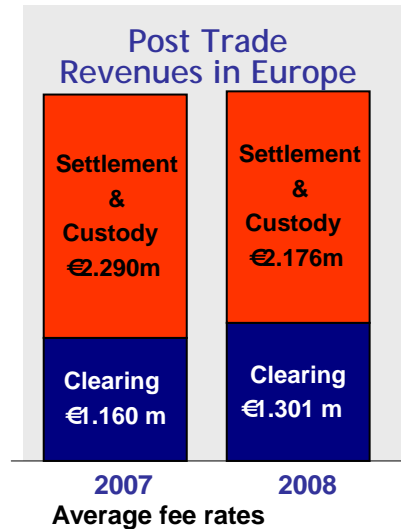 Post Trade
Revenues in Europe
Settlement
&
Custody
€2.290m
Clearing
€1.160 m
Settlement
&
Custody
€2.176m
Clearing
€1.301 m
2007
2008
Average fee rates